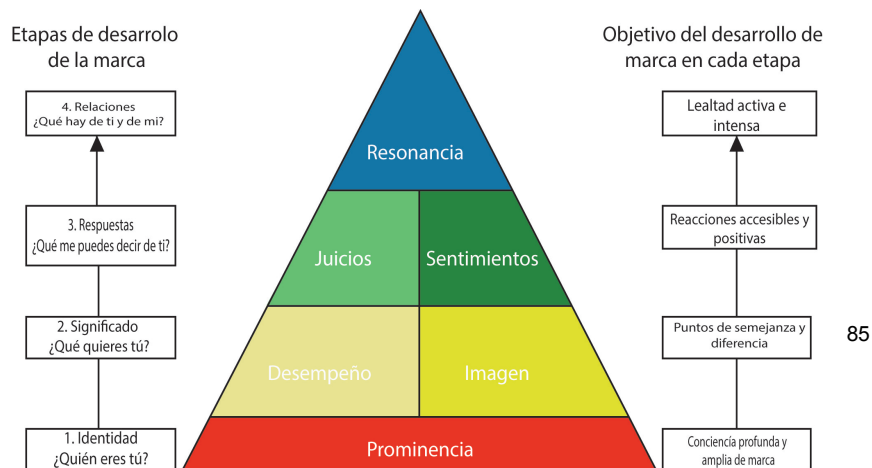 Etapas de desarrolo
de la marca
4. Relaciones
¿Qué hay de ti y de mi?
3. Respuestas
¿Qué me puedes decir de ti?
2. Significado
¿Qué quieres tú?
1. Identidad
¿Quién eres tú?
Resonancia
Juicios
Sentimientos
Desempeño
Imagen
Prominencia
Objetivo del desarrollo de
marca en cada etapa
Lealtad activa e
intensa
Reacciones accesibles y
positivas
Puntos de semejanza y
diferencia
Conciencía profunda y
amplia de marca
85